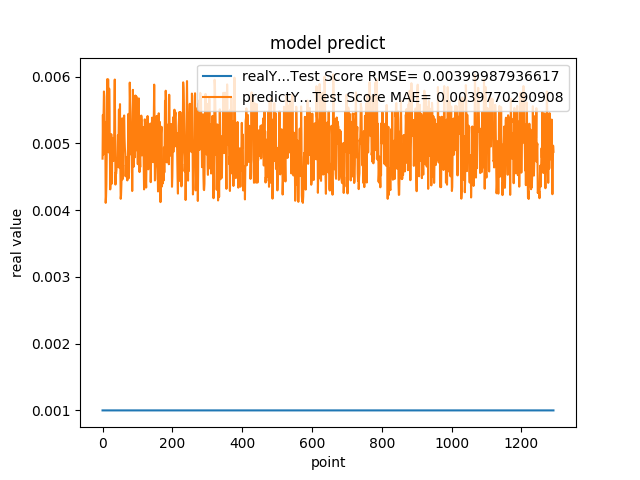 model predict
realY...Test Score RMSE= 0.00399987936617
predictY...Test Score MAE= 0.0039770290908
0.006
0.005
0.004
0.003
0.002
0.001
real value
0 200 400 600 800 1000 1200
point